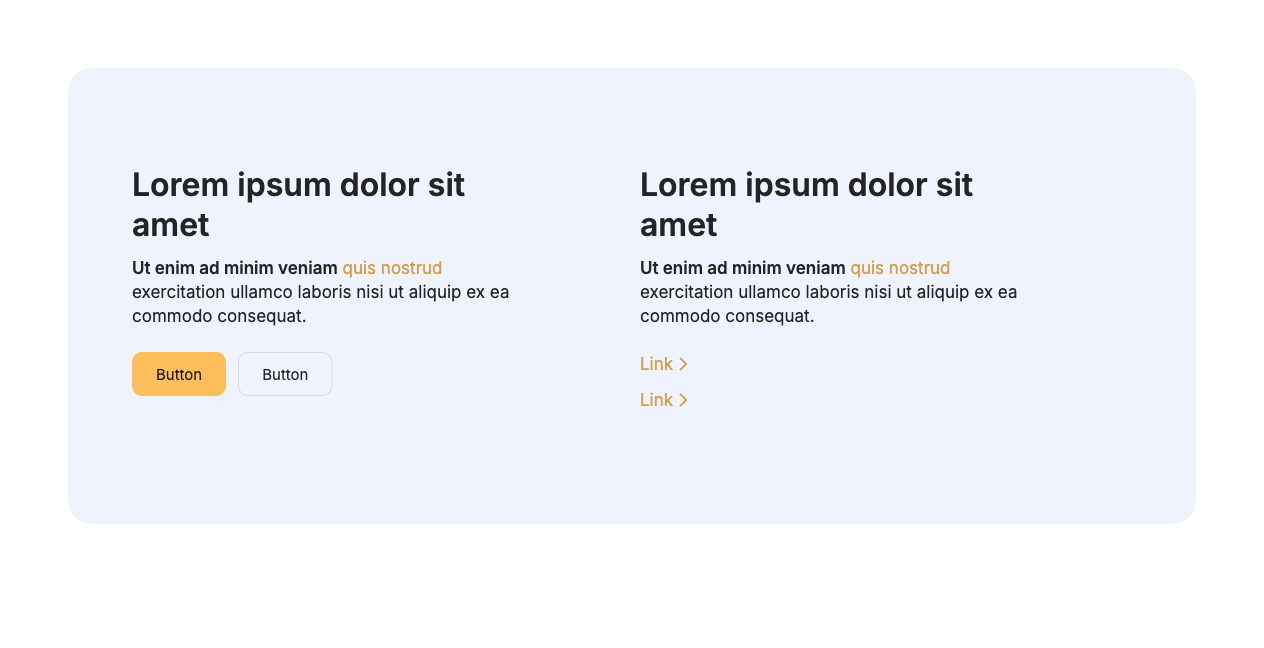 Lorem ipsum dolor sit
amet
Ut enim ad minim veniam quis nostrud
exercitation ullamco laboris nisi ut aliquip ex ea
commodo consequat.
Button
Button
Lorem ipsum dolor sit
amet
Ut enim ad minim veniam quis nostrud
exercitation ullamco laboris nisi ut aliquip ex ea
commodo consequat.
Link
Link